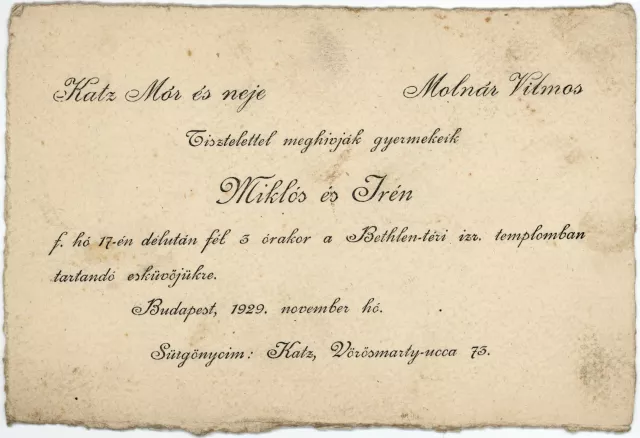 Katz Mór és neje Molnár Vilmos
Tisztelettel meghivják gyermekeik
Miklós és Irén
f. hó 17-én délután fél 3 órakor a Bethlen-téri izr. templomban
tartandó esküvőjükre.
Budapest, 1929. november hó.
Sürgönycim: Katz, Vörösmarty-ucca 73.